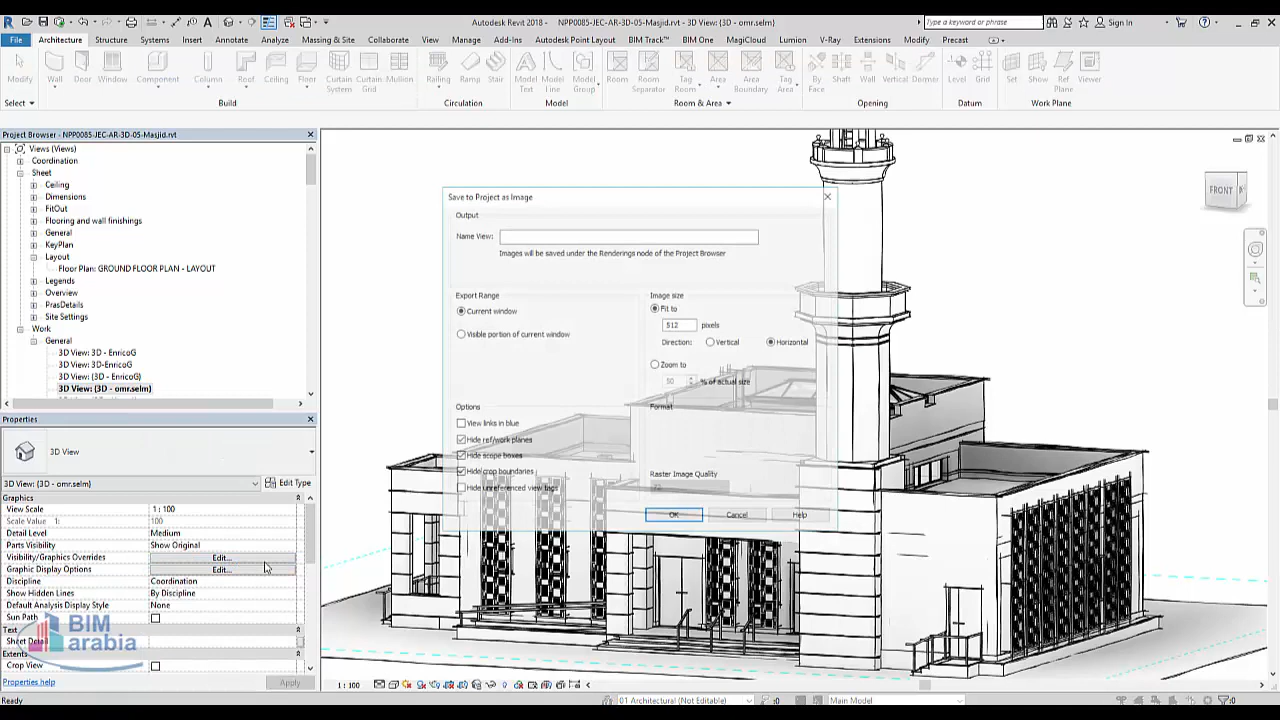 Autodesk Revit 2018 - NPP0085-JEC-AR-3D-05-Masjid.rvt - 3D View: (3D - omr.selm)
Type a keyword or phrase
Sign In
File Architecture Structure Systems Insert Annotate Analyze Massing & Site Collaborate View Manage Add-Ins Autodesk Point Layout BIM Track™ BIM One MagiCloud Lumion V-Ray Extensions Modify Precast
Modify Wall Door Window Component Column Roof Ceiling Floor Curtain System Curtain Grid Mullion Railing Ramp Stair Model Text Model Line Model Group Room Room Separator Tag Room Area Area Boundary Tag Area By Face Shaft Wall Vertical Dormer Level Grid Set Show Ref Plane Viewer
Select Build Circulation Model Room & Area Opening Datum Work Plane
Project Browser - NPP0085-JEC-AR-3D-05-Masjid.rvt
Views (Views)
Coordination
Sheet
Ceiling
Dimensions
FitOut
Flooring and wall finishings
General
KeyPlan
Layout
Floor Plan: GROUND FLOOR PLAN - LAYOUT
Legends
Overview
PrasDetails
Site Settings
Work
General
3D View: 3D - EnricoG
3D View: 3D-EnricoG
3D View: (3D - EnricoG)
3D View: (3D - omr.selm)
Properties
3D View
3D View: (3D - omr.selm)
Edit Type
Graphics
View Scale 1 : 100
Scale Value 1: 100
Detail Level Medium
Parts Visibility Show Original
Visibility/Graphics Overrides Edit...
Graphic Display Options Edit...
Discipline Coordination
Show Hidden Lines By Discipline
Default Analysis Display Style None
Sun Path
Text
Sheet Detail
Extents
Crop View
BIM
arabia
Properties help
Apply
Save to Project as Image
Output
Name View:
Images will be saved under the Renderings node of the Project Browser
Export Range
Current window
Visible portion of current window
Image size
Fit to
512 pixels
Direction: Vertical Horizontal
Zoom to
50 % of actual size
Options
View links in blue
Hide ref/work planes
Hide scope boxes
Hide crop boundaries
Hide unreferenced view tags
Format
Raster Image Quality
72
OK Cancel Help
FRONT
1 : 100
Ready
01 Architectural (Not Editable)
:0
Main Model
:0